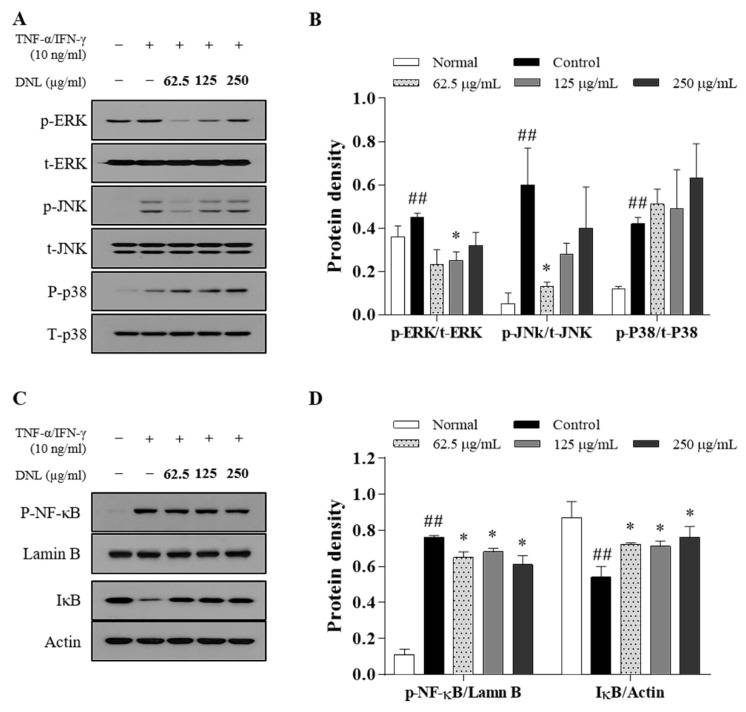 A
TNF-α/IFN-γ
(10 ng/ml)
− + + + +
DNL (μg/ml) − − 62.5 125 250
p-ERK
t-ERK
p-JNK
t-JNK
P-p38
T-p38
B
Normal Control
62.5 μg/mL 125 μg/mL 250 μg/mL
Protein density
1.0
0.8
0.6
0.4
0.2
0.0
## * ## * ##
p-ERK/t-ERK p-JNk/t-JNK p-P38/t-P38
C
TNF-α/IFN-γ
(10 ng/ml)
− + + + +
DNL (μg/ml) − − 62.5 125 250
P-NF-κB
Lamin B
IκB
Actin
D
Normal Control
62.5 μg/mL 125 μg/mL 250 μg/mL
Protein density
1.2
1.0
0.8
0.6
0.4
0.2
0.0
## * * * ## * * *
p-NF-κB/Lamn B IκB/Actin